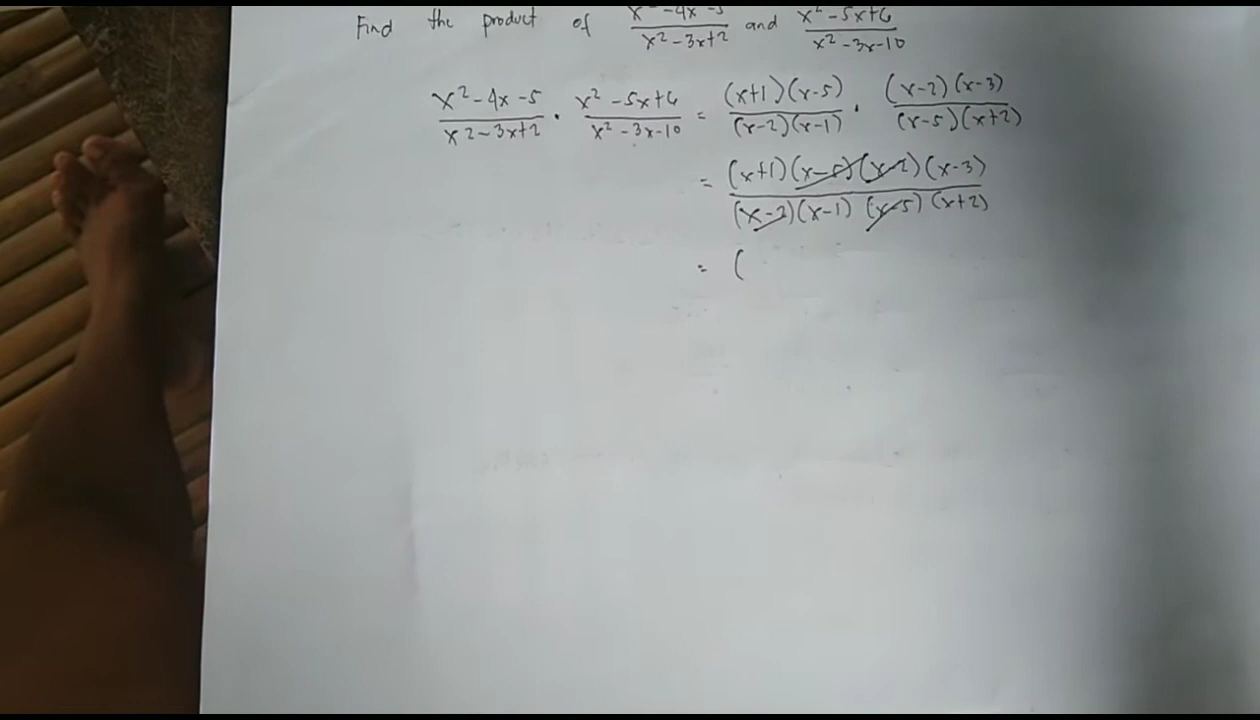 Find the product of x² -4x -5 / x² -3x+2 and x² -5x+6 / x² -3x-10
x² -4x -5 / x² -3x+2 · x² -5x+6 / x² -3x-10 = (x+1)(x-5) / (x-2)(x-1) · (x-2)(x-3) / (x-5)(x+2)
= (x+1)(x-5)(x-2)(x-3) / (x-2)(x-1)(x-5)(x+2)
= (